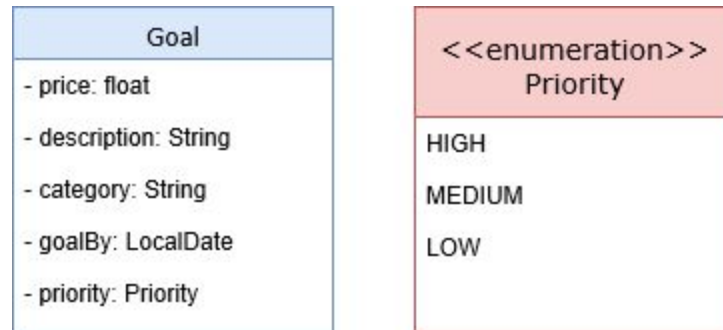 Goal
- price: float
- description: String
- category: String
- goalBy: LocalDate
- priority: Priority
<<enumeration>>
Priority
HIGH
MEDIUM
LOW